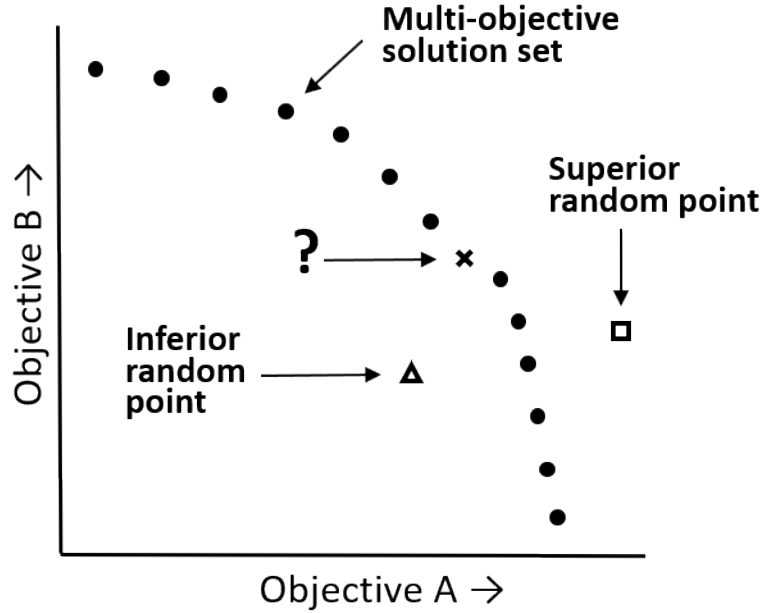 Multi-objective
solution set
Superior
random point
?
Inferior
random
point
Objective B →
Objective A →